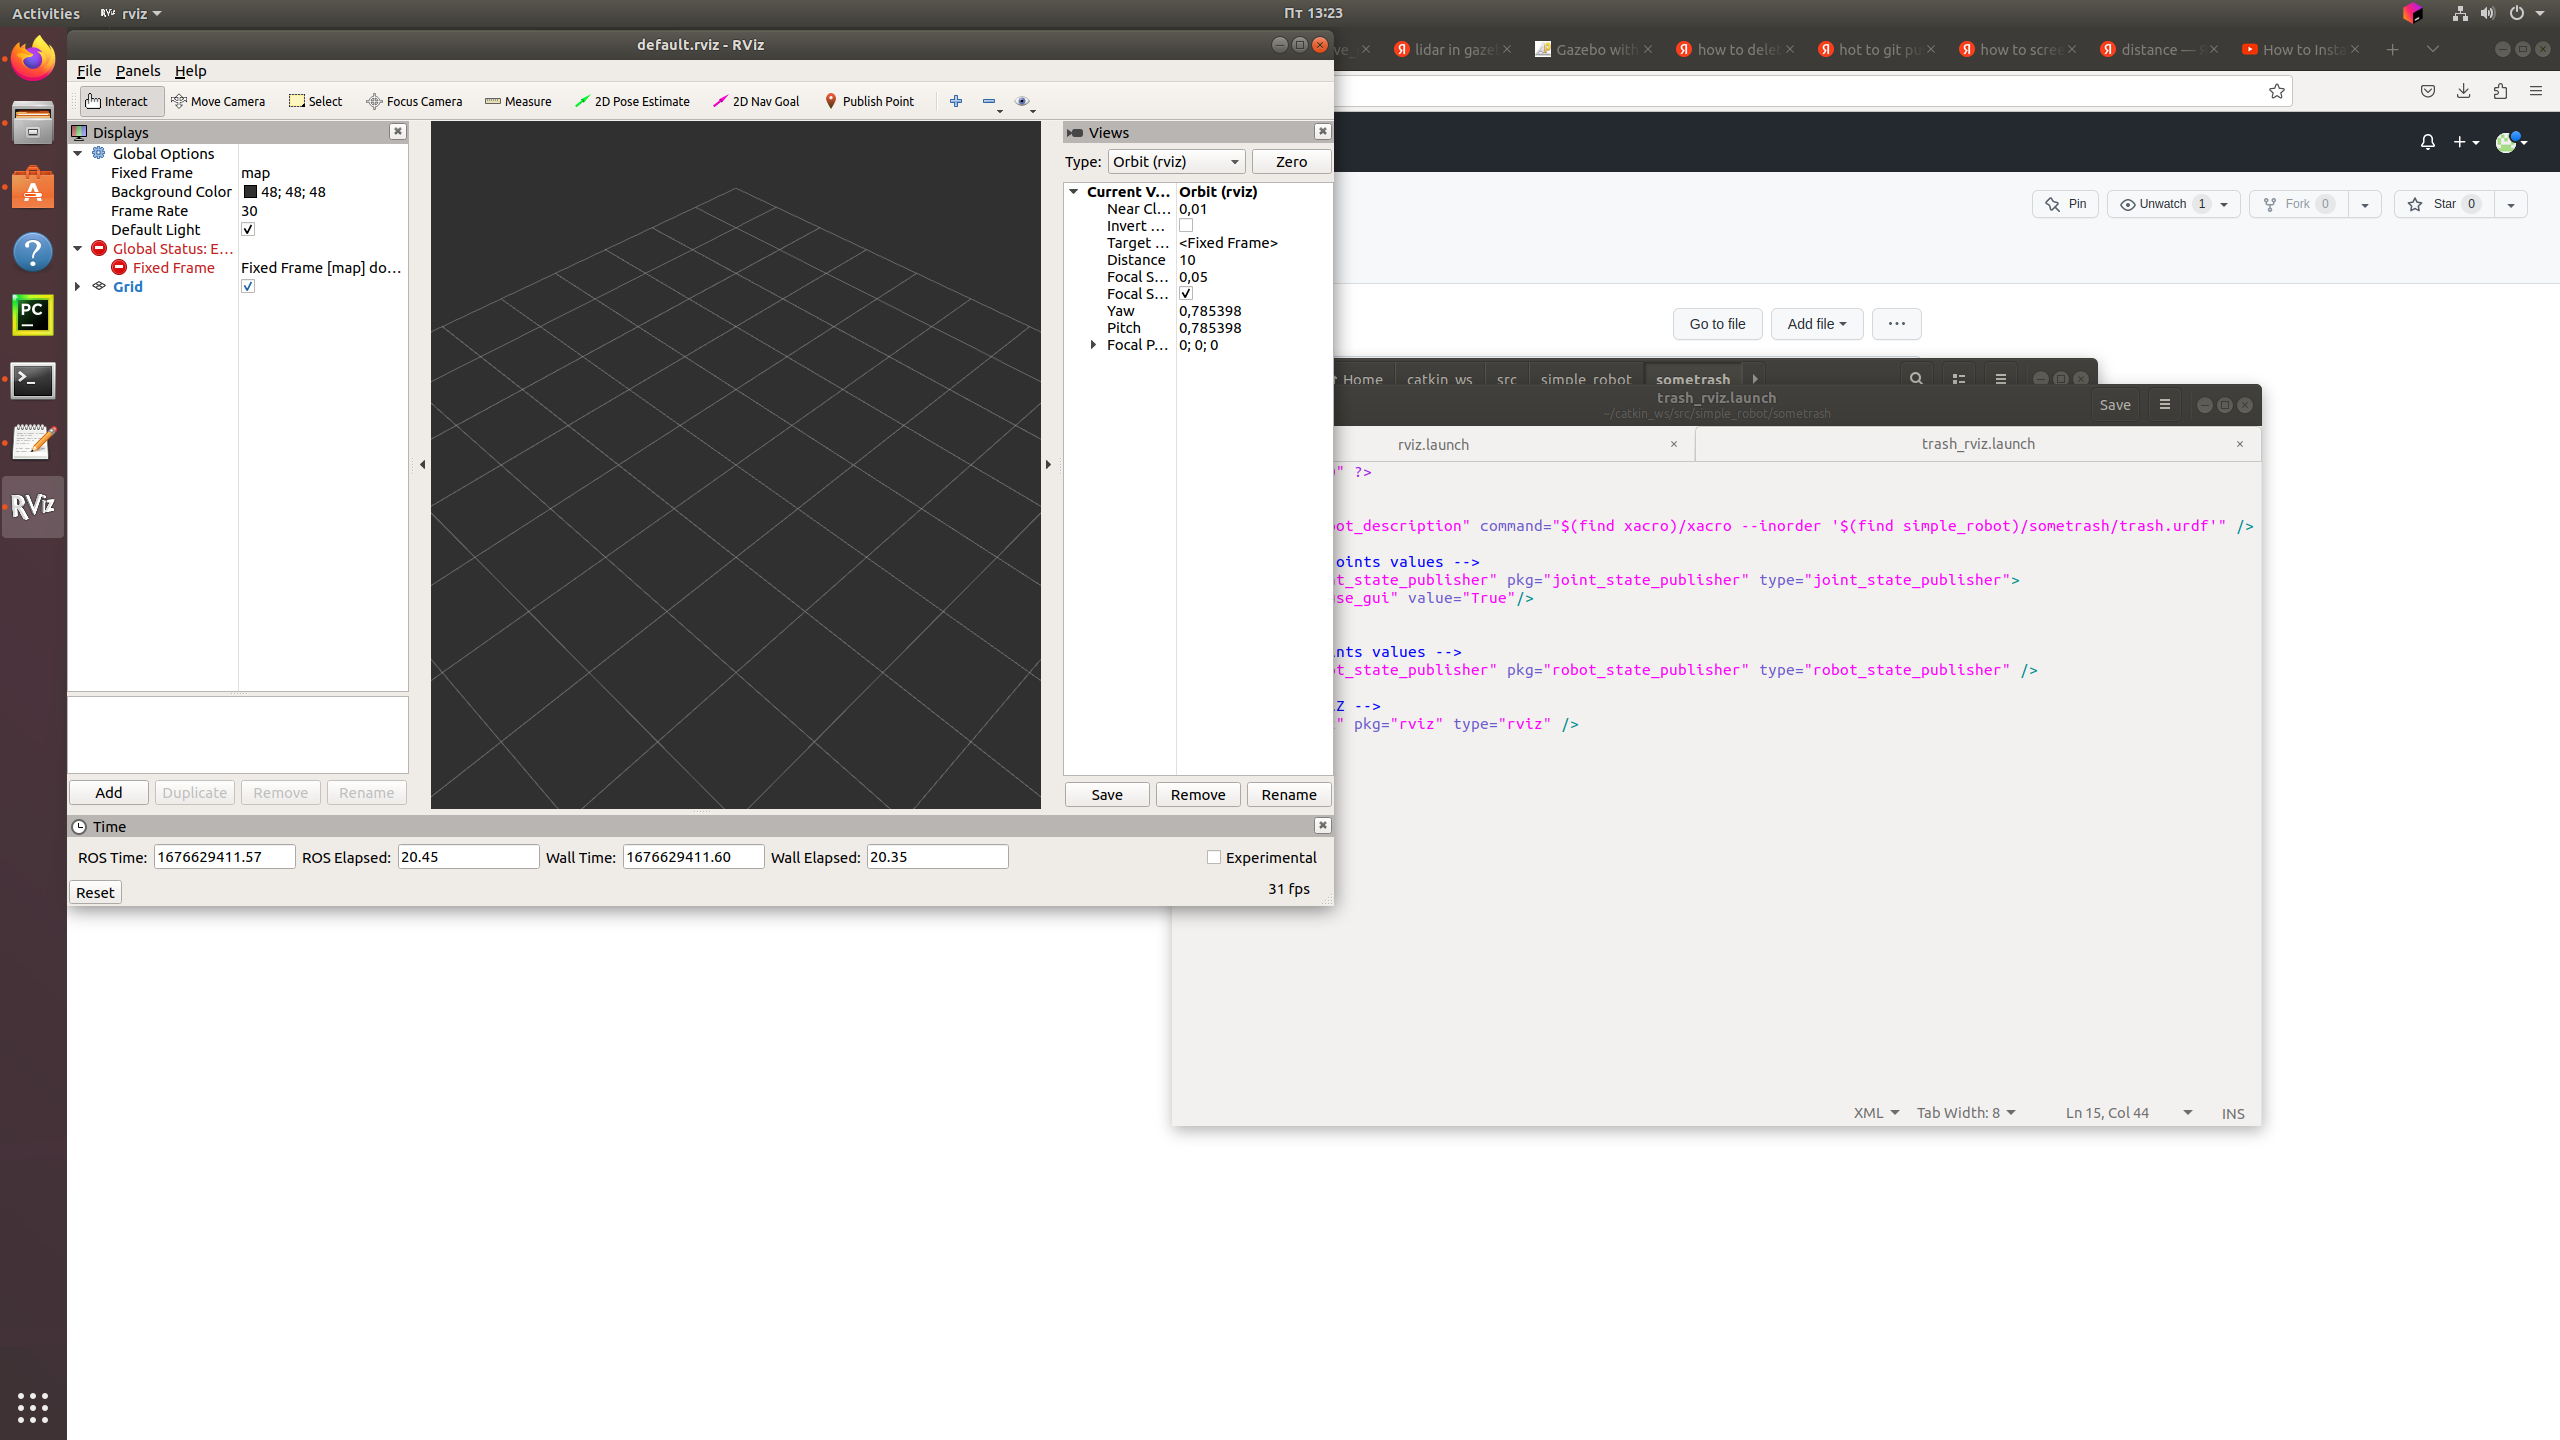 Activities
rviz
Пт 13:23
default.rviz - RViz
lidar in gaze
Gazebo with
how to delet
hot to git pu
how to scre
distance —
How to Insta
File Panels Help
Interact Move Camera Select Focus Camera Measure 2D Pose Estimate 2D Nav Goal Publish Point
Displays
Global Options
Fixed Frame map
Background Color 48; 48; 48
Frame Rate 30
Default Light
Global Status: E...
Fixed Frame Fixed Frame [map] do...
Grid
Add Duplicate Remove Rename
Views
Type: Orbit (rviz) Zero
Current V... Orbit (rviz)
Near Cl... 0,01
Invert ...
Target ... <Fixed Frame>
Distance 10
Focal S... 0,05
Focal S...
Yaw 0,785398
Pitch 0,785398
Focal P... 0; 0; 0
Save Remove Rename
Time
ROS Time: 1676629411.57 ROS Elapsed: 20.45 Wall Time: 1676629411.60 Wall Elapsed: 20.35 Experimental
Reset 31 fps
Pin Unwatch 1 Fork 0 Star 0
Go to file Add file
Home catkin_ws src simple_robot sometrash
trash_rviz.launch
~/catkin_ws/src/simple_robot/sometrash
Save
rviz.launch trash_rviz.launch
" ?>
ot_description" command="$(find xacro)/xacro --inorder '$(find simple_robot)/sometrash/trash.urdf'" />
oints values -->
t_state_publisher" pkg="joint_state_publisher" type="joint_state_publisher">
se_gui" value="True"/>
nts values -->
t_state_publisher" pkg="robot_state_publisher" type="robot_state_publisher" />
Z -->
" pkg="rviz" type="rviz" />
XML Tab Width: 8 Ln 15, Col 44 INS
PC
RViz